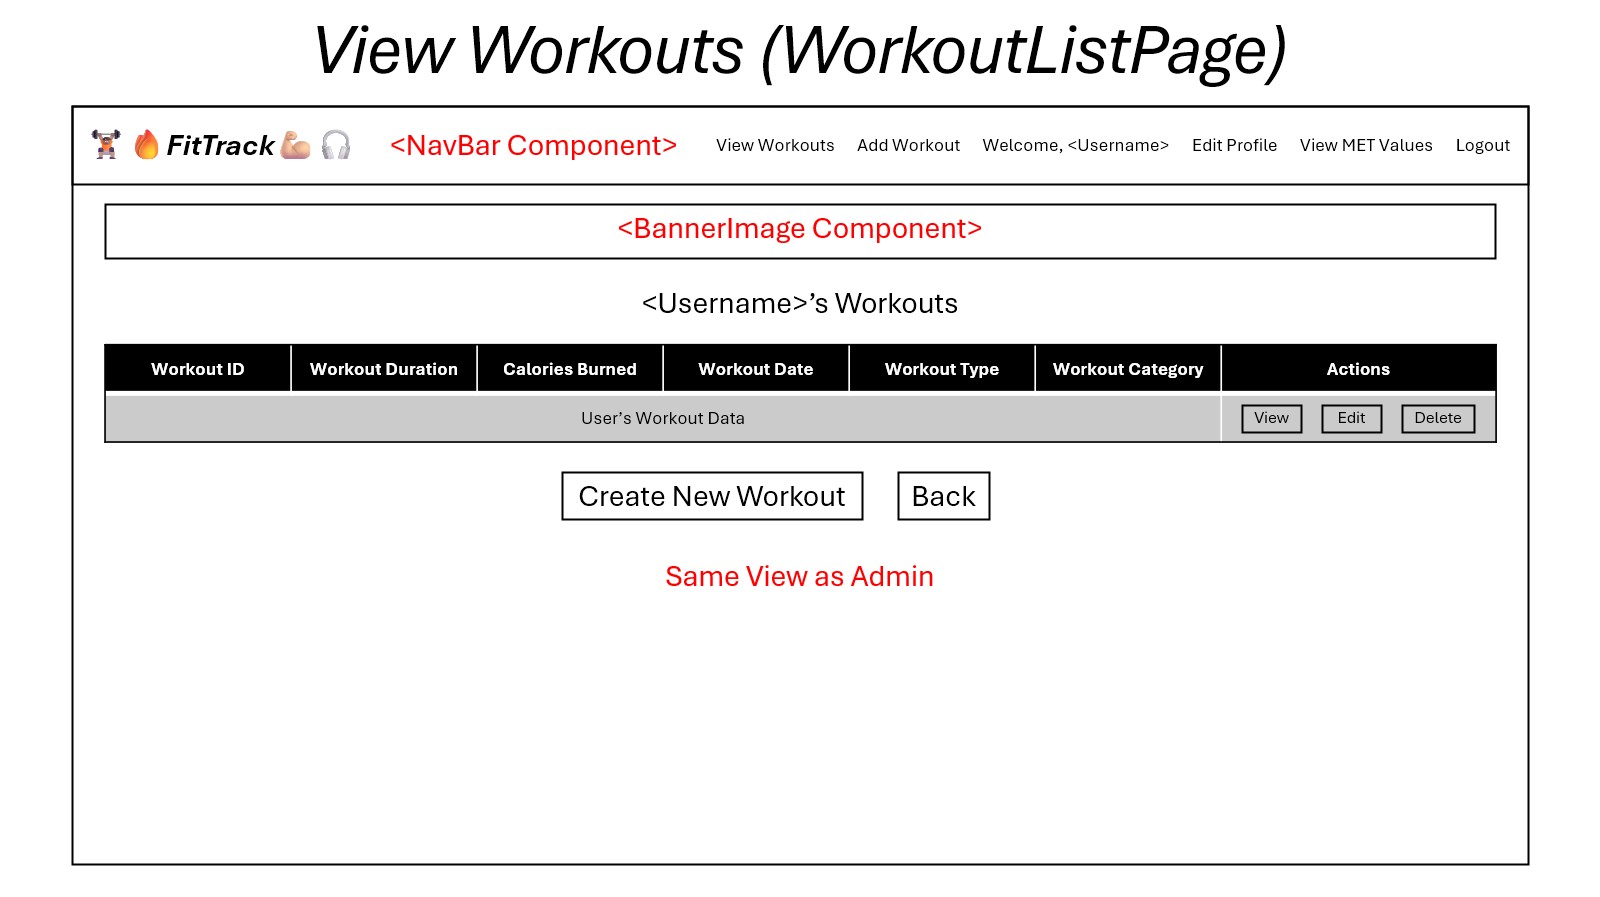 View Workouts (WorkoutListPage)
FitTrack <NavBar Component> View Workouts Add Workout Welcome, <Username> Edit Profile View MET Values Logout
<BannerImage Component>
<Username>’s Workouts
Workout ID Workout Duration Calories Burned Workout Date Workout Type Workout Category Actions
User’s Workout Data View Edit Delete
Create New Workout Back
Same View as Admin